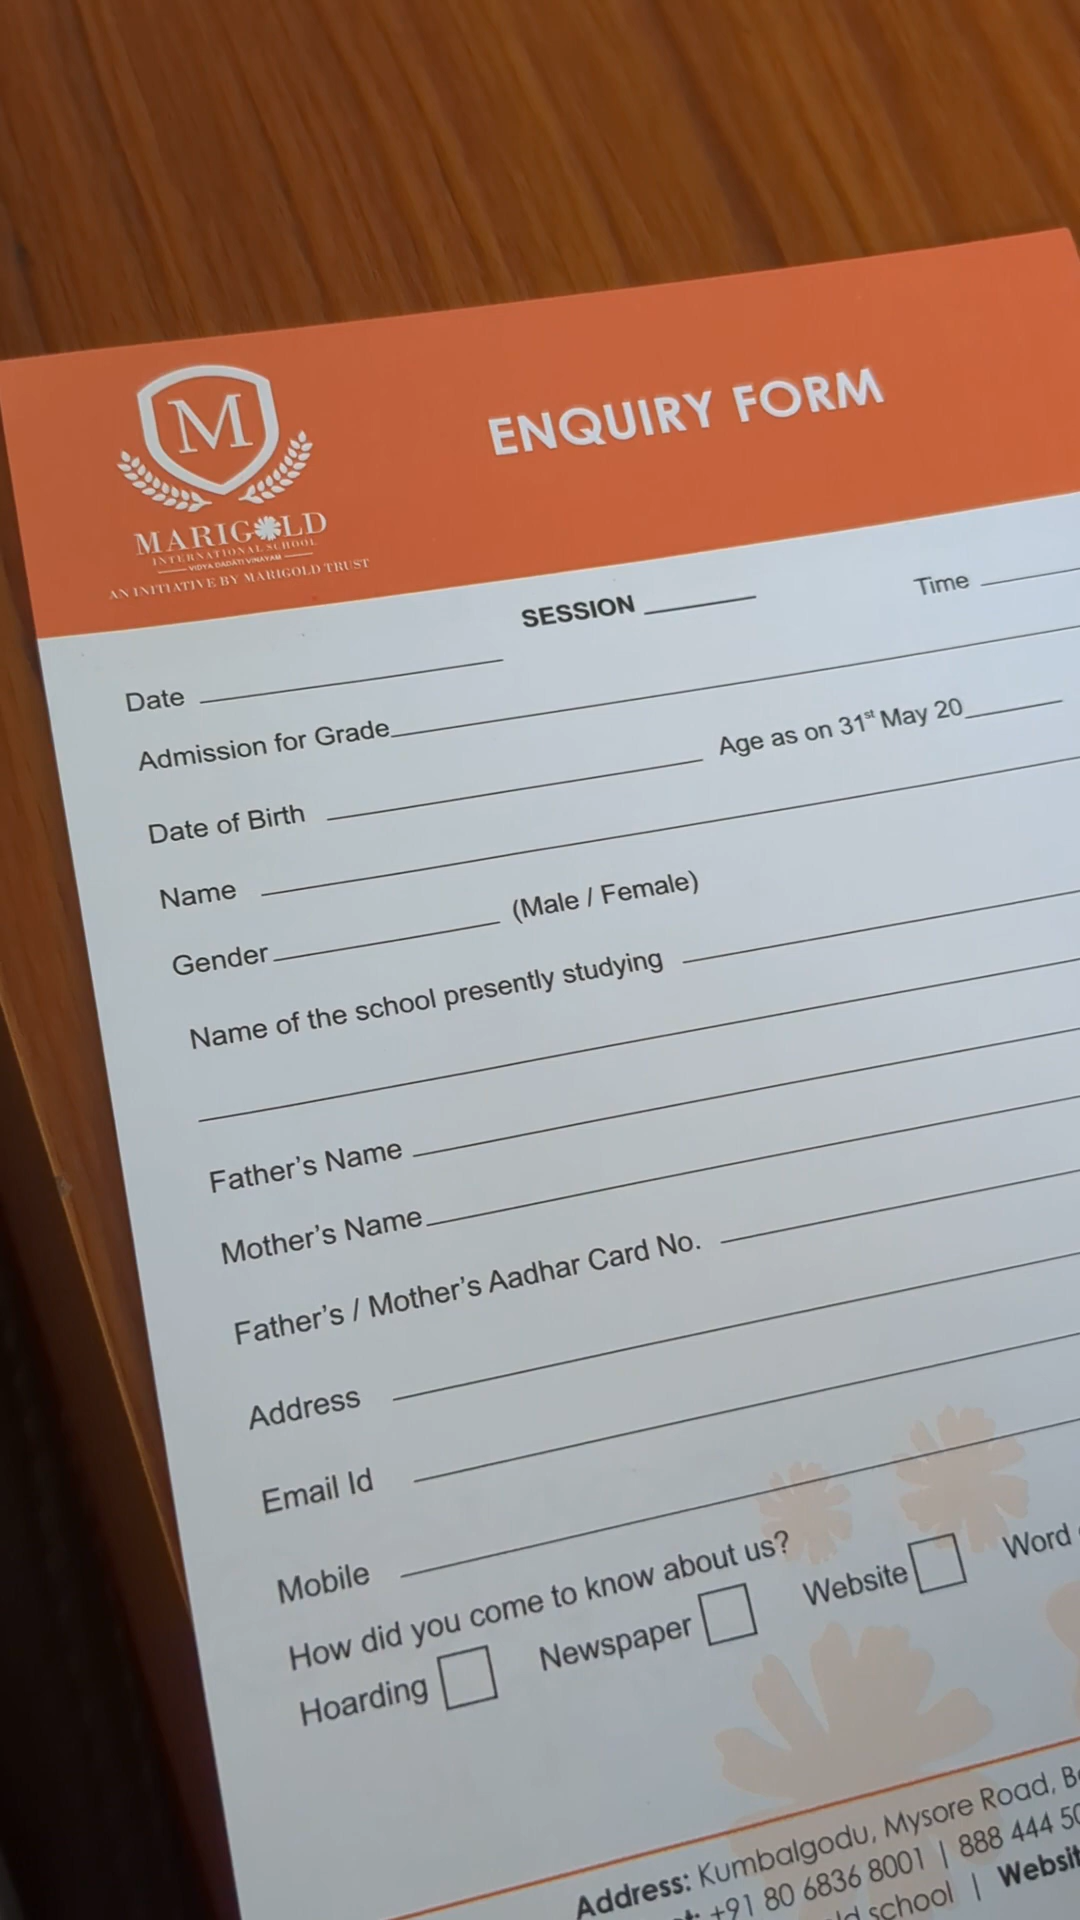 M
MARIGOLD
INTERNATIONAL SCHOOL
VIDYA DADATI VINAYAM
AN INITIATIVE BY MARIGOLD TRUST
ENQUIRY FORM
SESSION
Time
Date
Admission for Grade
Date of Birth
Age as on 31st May 20
Name
Gender (Male / Female)
Name of the school presently studying
Father's Name
Mother's Name
Father's / Mother's Aadhar Card No.
Address
Email Id
Mobile
How did you come to know about us?
Hoarding Newspaper Website Word
Address: Kumbalgodu, Mysore Road,
+91 80 6836 8001 | 888 444
school |